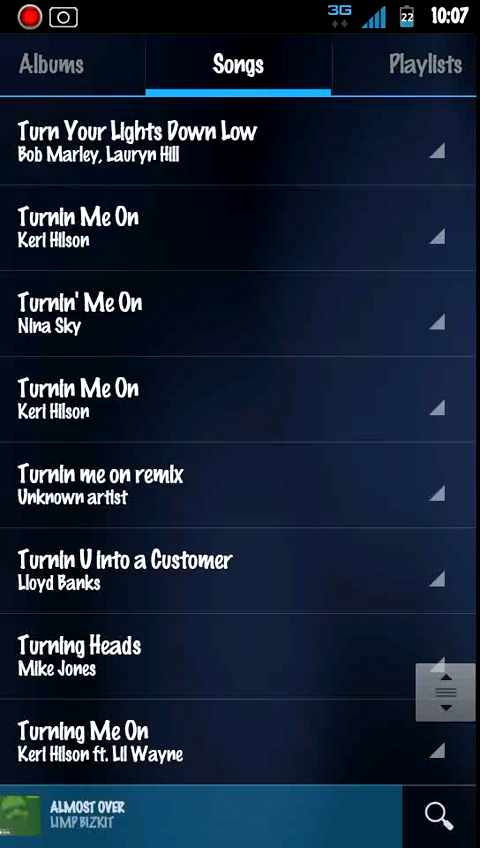 3G 22 10:07
Albums Songs Playlists
Turn Your Lights Down Low
Bob Marley, Lauryn Hill
Turnin Me On
Keri Hilson
Turnin' Me On
Nina Sky
Turnin Me On
Keri Hilson
Turnin me on remix
Unknown artist
Turnin U Into a Customer
Lloyd Banks
Turning Heads
Mike Jones
Turning Me On
Keri Hilson ft. Lil Wayne
ALMOST OVER
LIMP BIZKIT